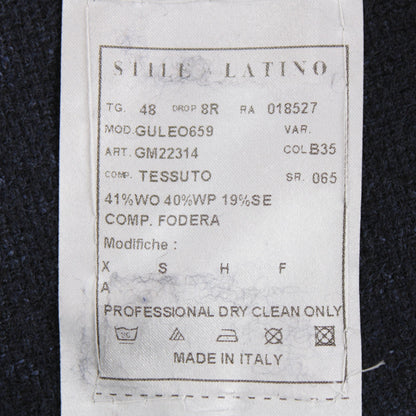 STILE LATINO
TG. 48 DROP 8R RA 018527
MOD. GULEO659 VAR.
ART. GM22314 COL B35
COMP. TESSUTO SR. 065
41%WO 40%WP 19%SE
COMP. FODERA
Modifiche :
X S H F
A
PROFESSIONAL DRY CLEAN ONLY
MADE IN ITALY